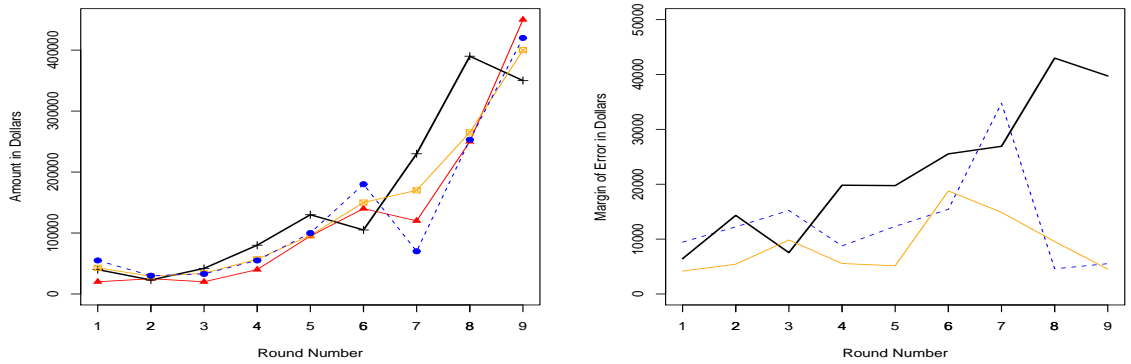 Amount in Dollars
0
100000
200000
300000
400000
1 2 3 4 5 6 7 8 9
Round Number
Margin of Error in Dollars
0
10000
20000
30000
40000
50000
1 2 3 4 5 6 7 8 9
Round Number